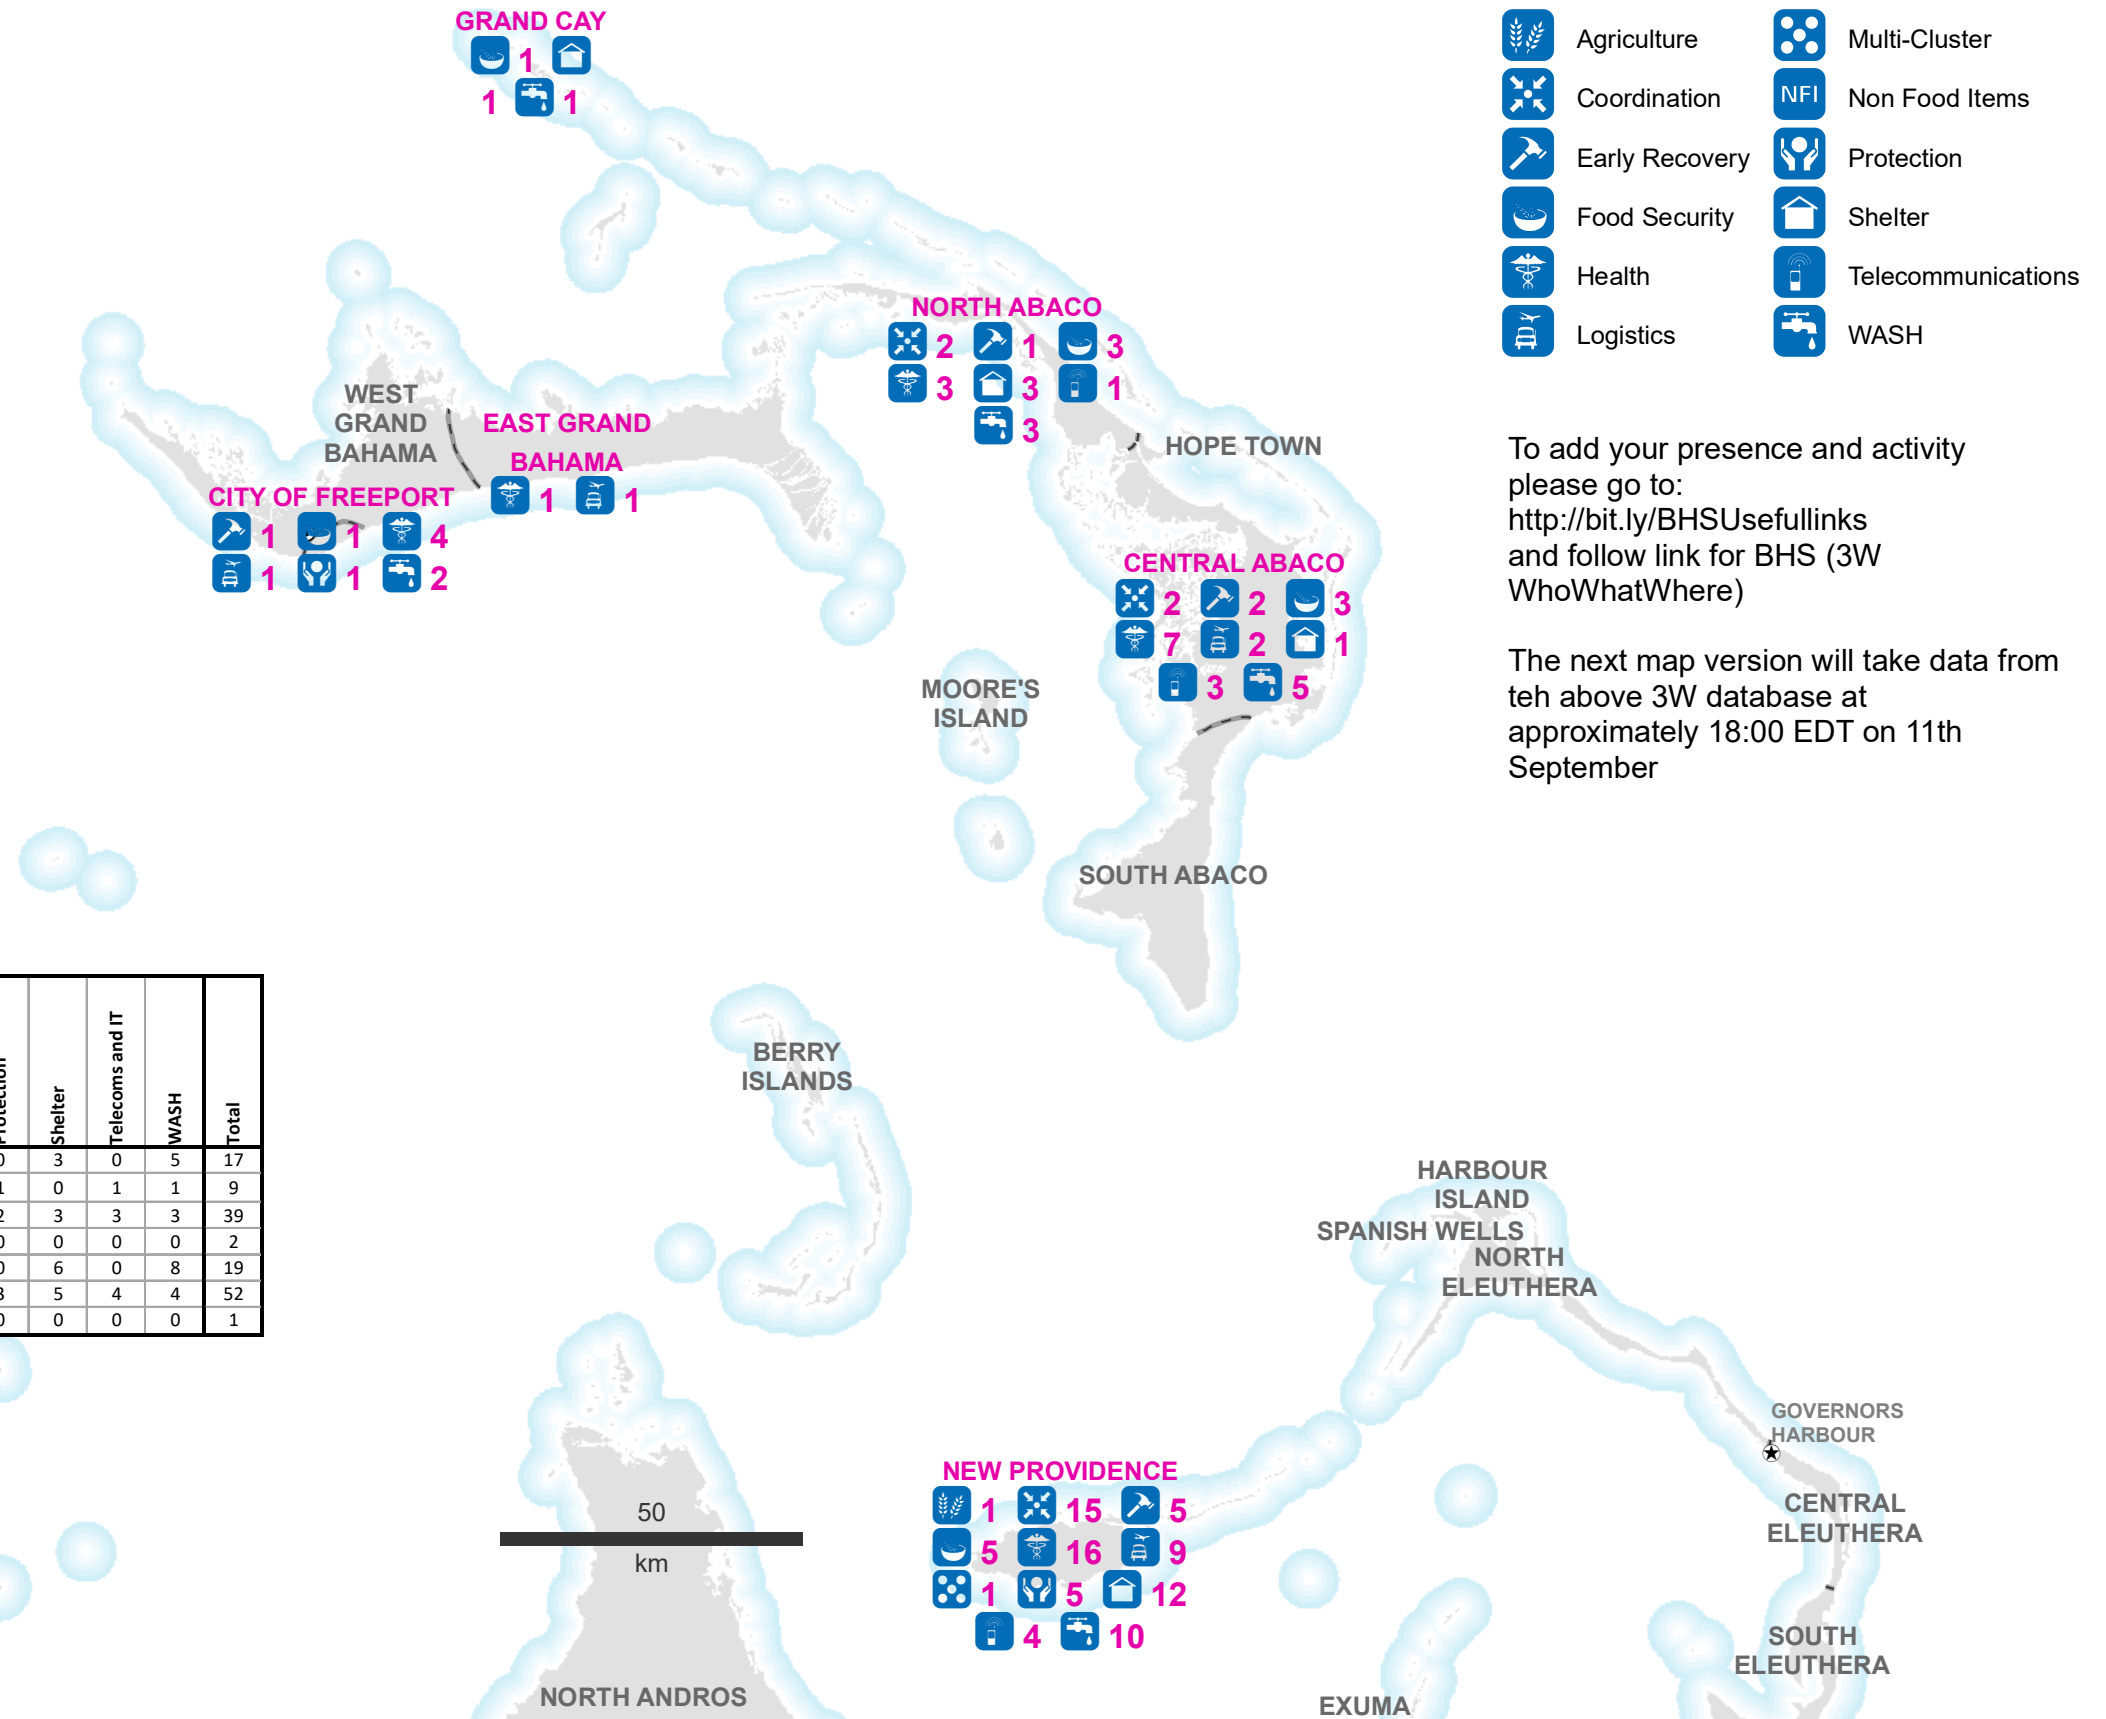 GRAND CAY
1
1 1
Agriculture
Coordination
Early Recovery
Food Security
Health
Logistics
Multi-Cluster
NFI Non Food Items
Protection
Shelter
Telecommunications
WASH
To add your presence and activity
please go to:
http://bit.ly/BHSUsefullinks
and follow link for BHS (3W
WhoWhatWhere)
The next map version will take data from
teh above 3W database at
approximately 18:00 EDT on 11th
September
NORTH ABACO
2 1 3
3 3 1
3
WEST
GRAND
BAHAMA
EAST GRAND
BAHAMA
1 1
CITY OF FREEPORT
1 1 4
1 1 2
HOPE TOWN
CENTRAL ABACO
2 2 3
7 2 1
3 5
MOORE'S
ISLAND
SOUTH ABACO
Shelter Telecoms and IT WASH Total
3 0 5 17
0 1 1 9
3 3 3 39
0 0 0 2
6 0 8 19
5 4 4 52
0 0 0 1
BERRY
ISLANDS
HARBOUR
ISLAND
SPANISH WELLS
NORTH
ELEUTHERA
GOVERNORS
HARBOUR
CENTRAL
ELEUTHERA
SOUTH
ELEUTHERA
NEW PROVIDENCE
1 15 5
5 16 9
1 5 12
4 10
50
km
NORTH ANDROS
EXUMA